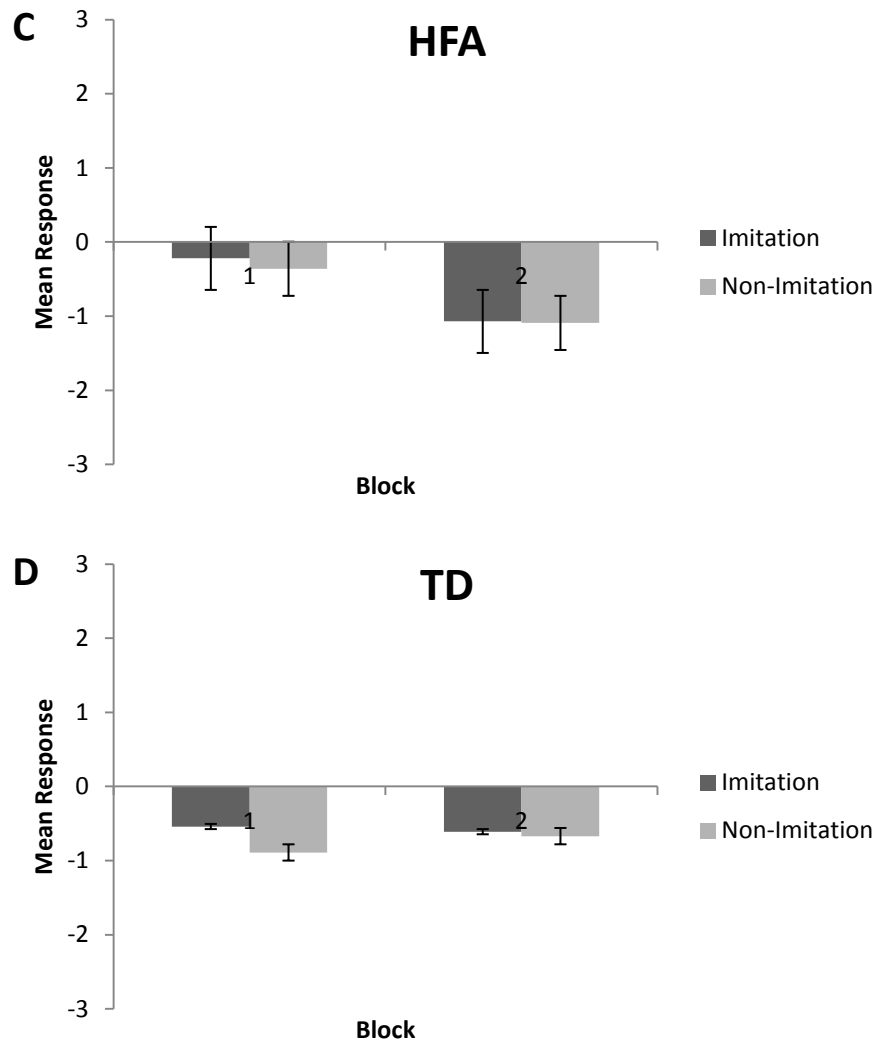 C
HFA
3
2
1
0
-1
-2
-3
Mean Response
1
2
Block
Imitation
Non-Imitation
D
TD
3
2
1
0
-1
-2
-3
Mean Response
1
2
Block
Imitation
Non-Imitation